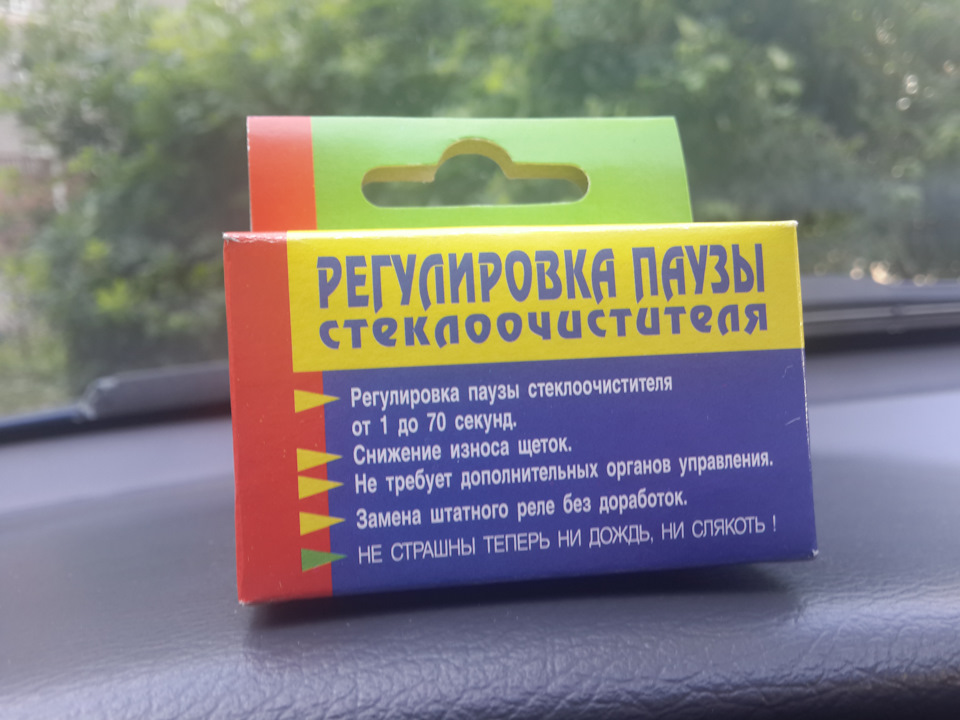 РЕГУЛИРОВКА ПАУЗЫ
стеклоочистителя
Регулировка паузы стеклоочистителя
от 1 до 70 секунд.
Снижение износа щеток.
Не требует дополнительных органов управления.
Замена штатного реле без доработок.
НЕ СТРАШНЫ ТЕПЕРЬ НИ ДОЖДЬ, НИ СЛЯКОТЬ !